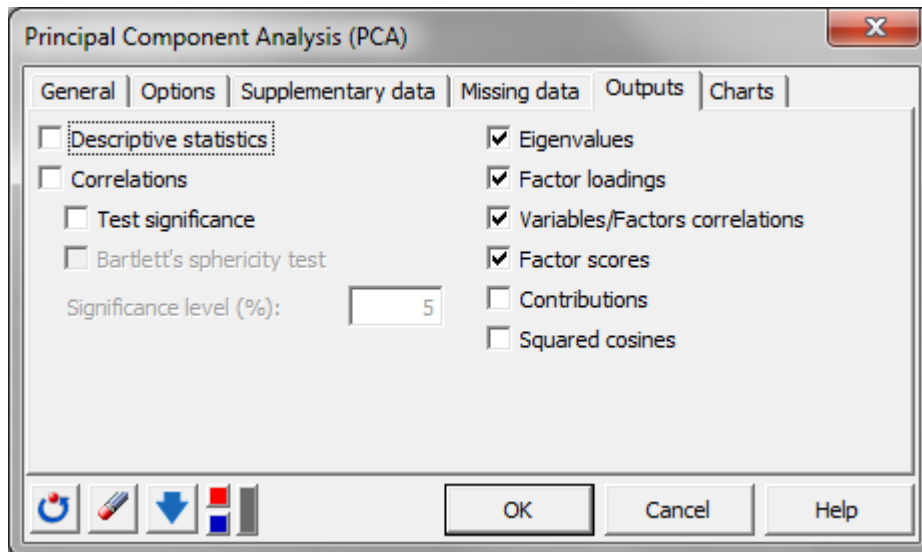 Principal Component Analysis (PCA)
x
General
Options
Supplementary data
Missing data
Outputs
Charts
Descriptive statistics
Correlations
Test significance
Bartlett's sphericity test
Significance level (%):
5
Eigenvalues
Factor loadings
Variables/Factors correlations
Factor scores
Contributions
Squared cosines
OK
Cancel
Help